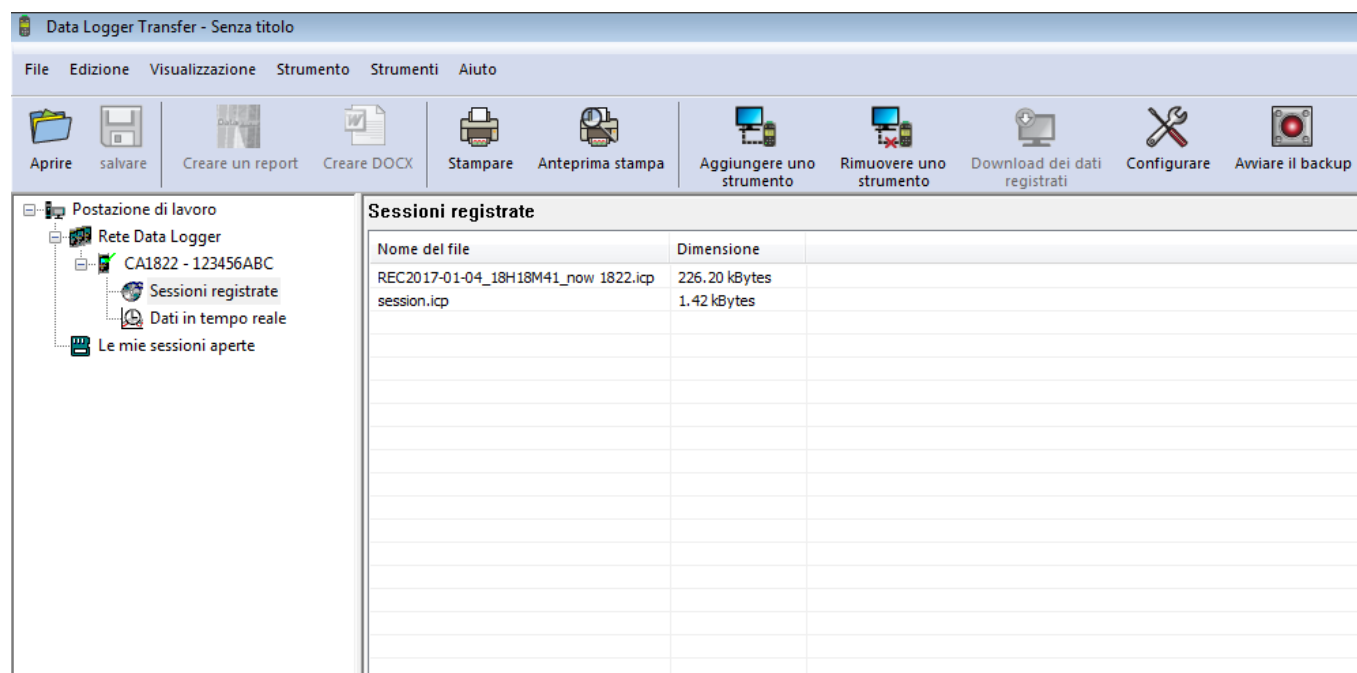 Data Logger Transfer - Senza titolo
File Edizione Visualizzazione Strumento Strumenti Aiuto
Aprire salvare Creare un report Creare DOCX Stampare Anteprima stampa Aggiungere uno strumento Rimuovere uno strumento Download dei dati registrati Configurare Avviare il backup
Postazione di lavoro
Rete Data Logger
CA1822 - 123456ABC
Sessioni registrate
Dati in tempo reale
Le mie sessioni aperte
Sessioni registrate
Nome del file Dimensione
REC2017-01-04_18H18M41_now 1822.icp 226.20 kBytes
session.icp 1.42 kBytes